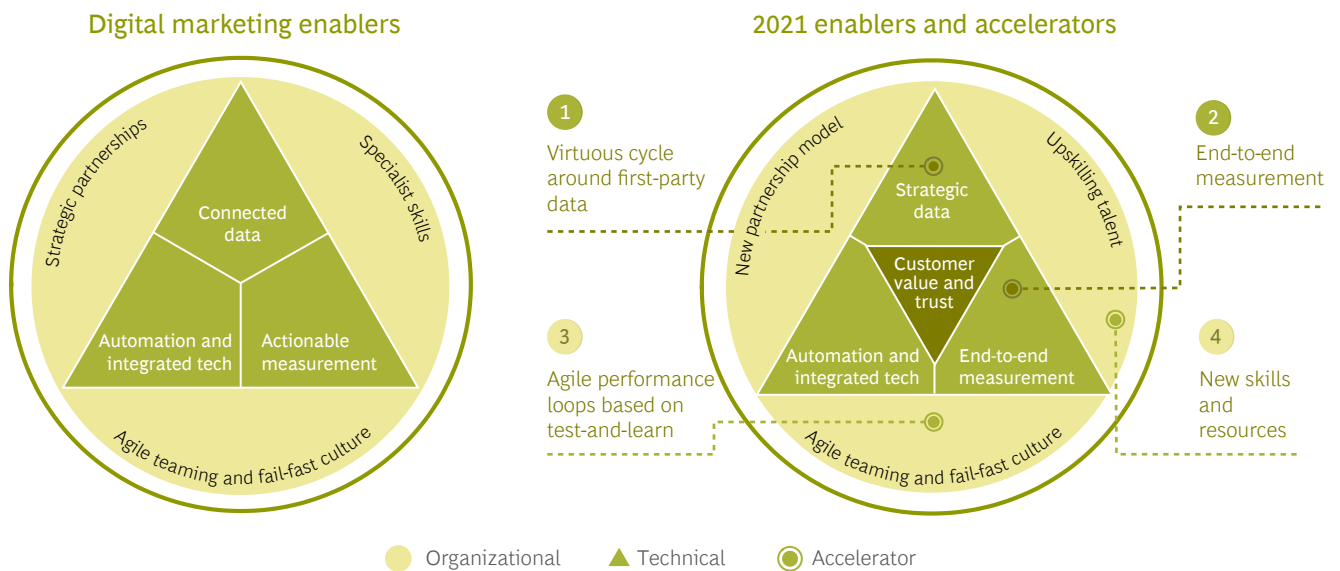 Digital marketing enablers
Strategic partnerships
Specialist skills
Connected
data
Automation and
integrated tech
Actionable
measurement
Agile teaming and fail-fast culture
2021 enablers and accelerators
1
Virtuous cycle
around first-party
data
2
End-to-end
measurement
New partnership model
Upskilling talent
Strategic
data
Customer
value and
trust
Automation and
integrated tech
End-to-end
measurement
Agile teaming and fail-fast culture
3
Agile performance
loops based on
test-and-learn
4
New skills
and
resources
Organizational
Technical
Accelerator